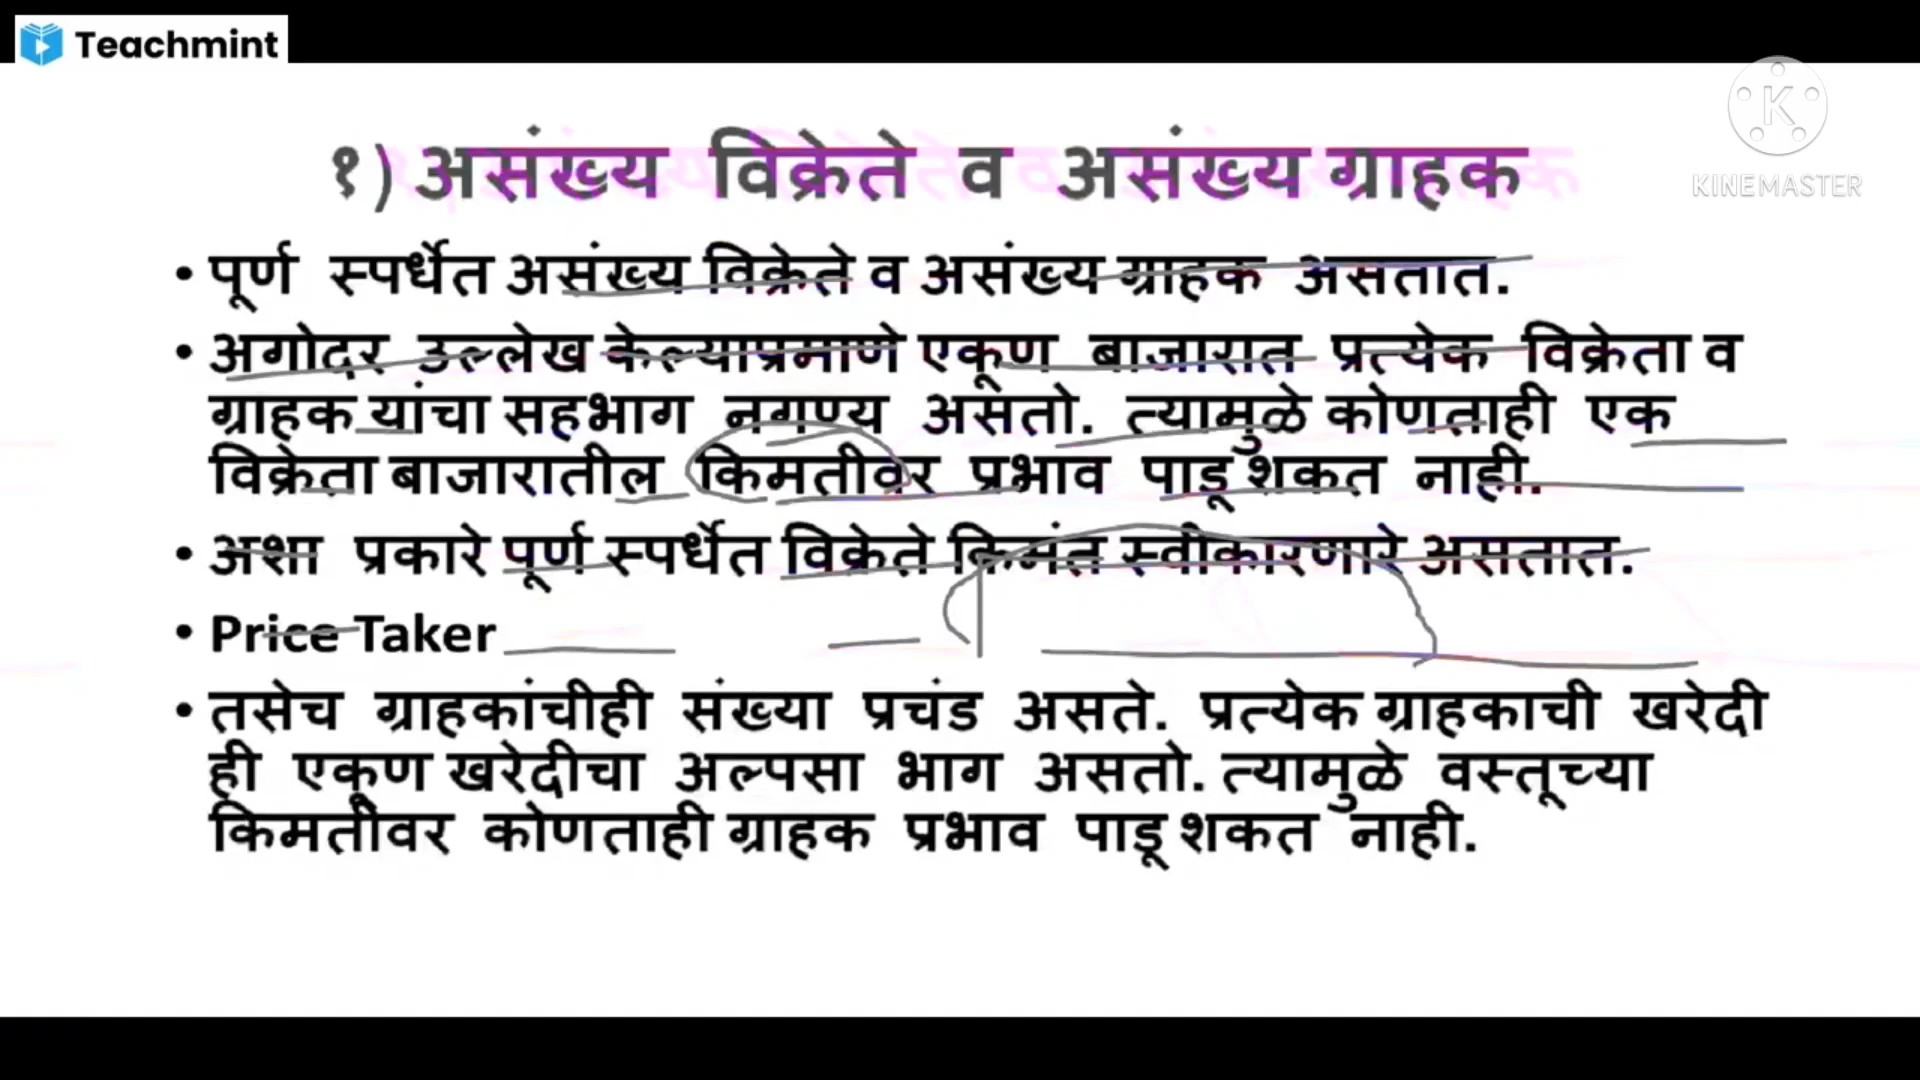 Teachmint
KINEMASTER
१) असंख्य विक्रेते व असंख्य ग्राहक
• पूर्ण स्पर्धेत असंख्य विक्रेते व असंख्य ग्राहक असतात.
• अगोदर उल्लेख केल्याप्रमाणे एकूण बाजारात प्रत्येक विक्रेता व
ग्राहक यांचा सहभाग नगण्य असतो. त्यामुळे कोणताही एक
विक्रेता बाजारातील किमतीवर प्रभाव पाडू शकत नाही.
• अशा प्रकारे पूर्ण स्पर्धेत विक्रेते किमंत स्वीकारणारे असतात.
• Price Taker
• तसेच ग्राहकांचीही संख्या प्रचंड असते. प्रत्येक ग्राहकाची खरेदी
ही एकूण खरेदीचा अल्पसा भाग असतो. त्यामुळे वस्तूच्या
किमतीवर कोणताही ग्राहक प्रभाव पाडू शकत नाही.